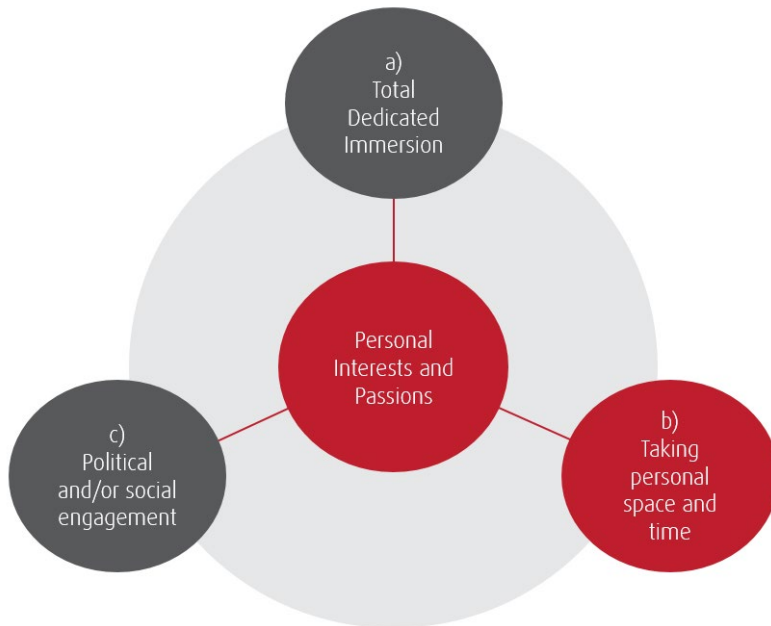 a)
Total
Dedicated
Immersion
Personal
Interests and
Passions
b)
Taking
personal
space and
time
c)
Political
and/or social
engagement